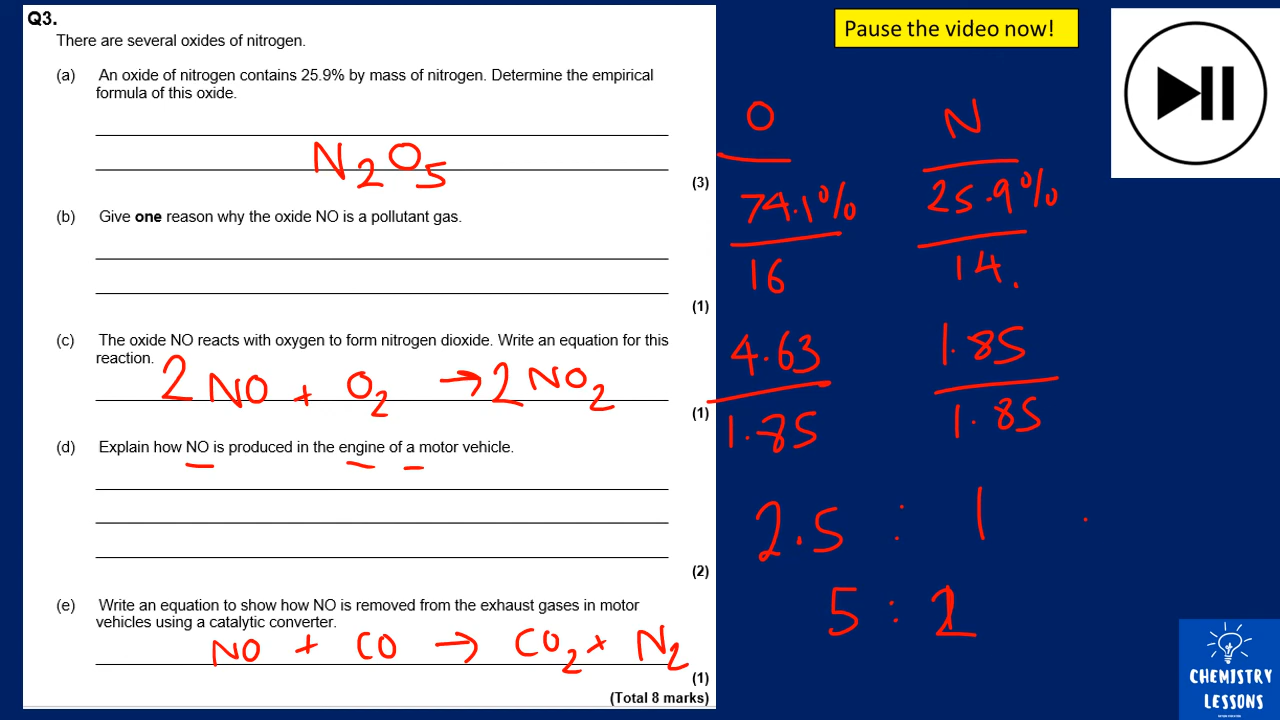 Q3.
There are several oxides of nitrogen.
(a) An oxide of nitrogen contains 25.9% by mass of nitrogen. Determine the empirical
formula of this oxide.
N₂O₅
(3)
(b) Give one reason why the oxide NO is a pollutant gas.
(1)
(c) The oxide NO reacts with oxygen to form nitrogen dioxide. Write an equation for this
reaction.
2NO + O₂ → 2NO₂
(1)
(d) Explain how NO is produced in the engine of a motor vehicle.
(2)
(e) Write an equation to show how NO is removed from the exhaust gases in motor
vehicles using a catalytic converter.
NO + CO → CO₂ + N₂
(1)
(Total 8 marks)
Pause the video now!
O N
74.1% 25.9%
16 14.
4.63 1.85
1.85 1.85
2.5 : 1
5 : 2
CHEMISTRY
LESSONS